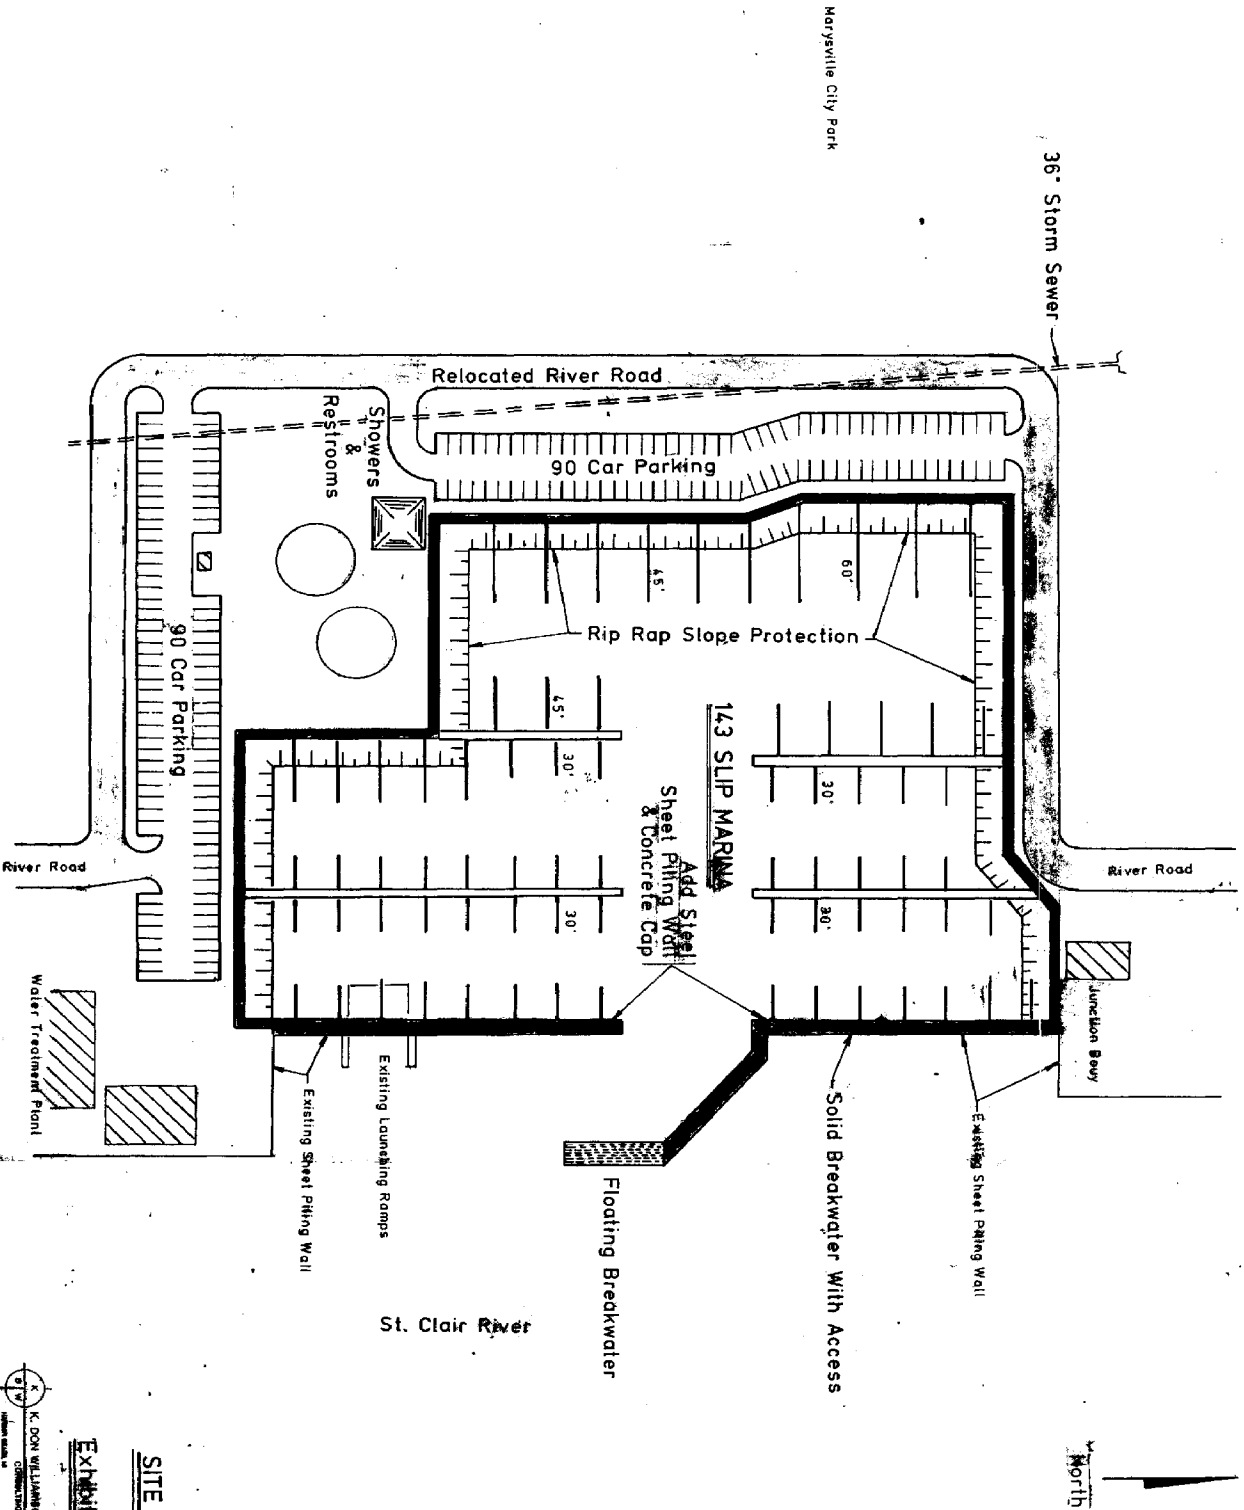 Marysville City Park
36" Storm Sewer
Relocated River Road
Showers
&
Restrooms
90 Car Parking
45'
60'
Rip Rap Slope Protection
90 Car Parking
45'
30'
143 SLIP MARINA
30'
Add Steel
Sheet Piling Wall
& Concrete Cap
River Road
River Road
30'
30'
Water Treatment Plant
Junction Bouy
Existing Launching Ramps
Existing Sheet Piling Wall
Solid Breakwater With Access
Existing Sheet Piling Wall
Floating Breakwater
St. Clair River
North
SITE
K
B W
K. DON WILLIAMS